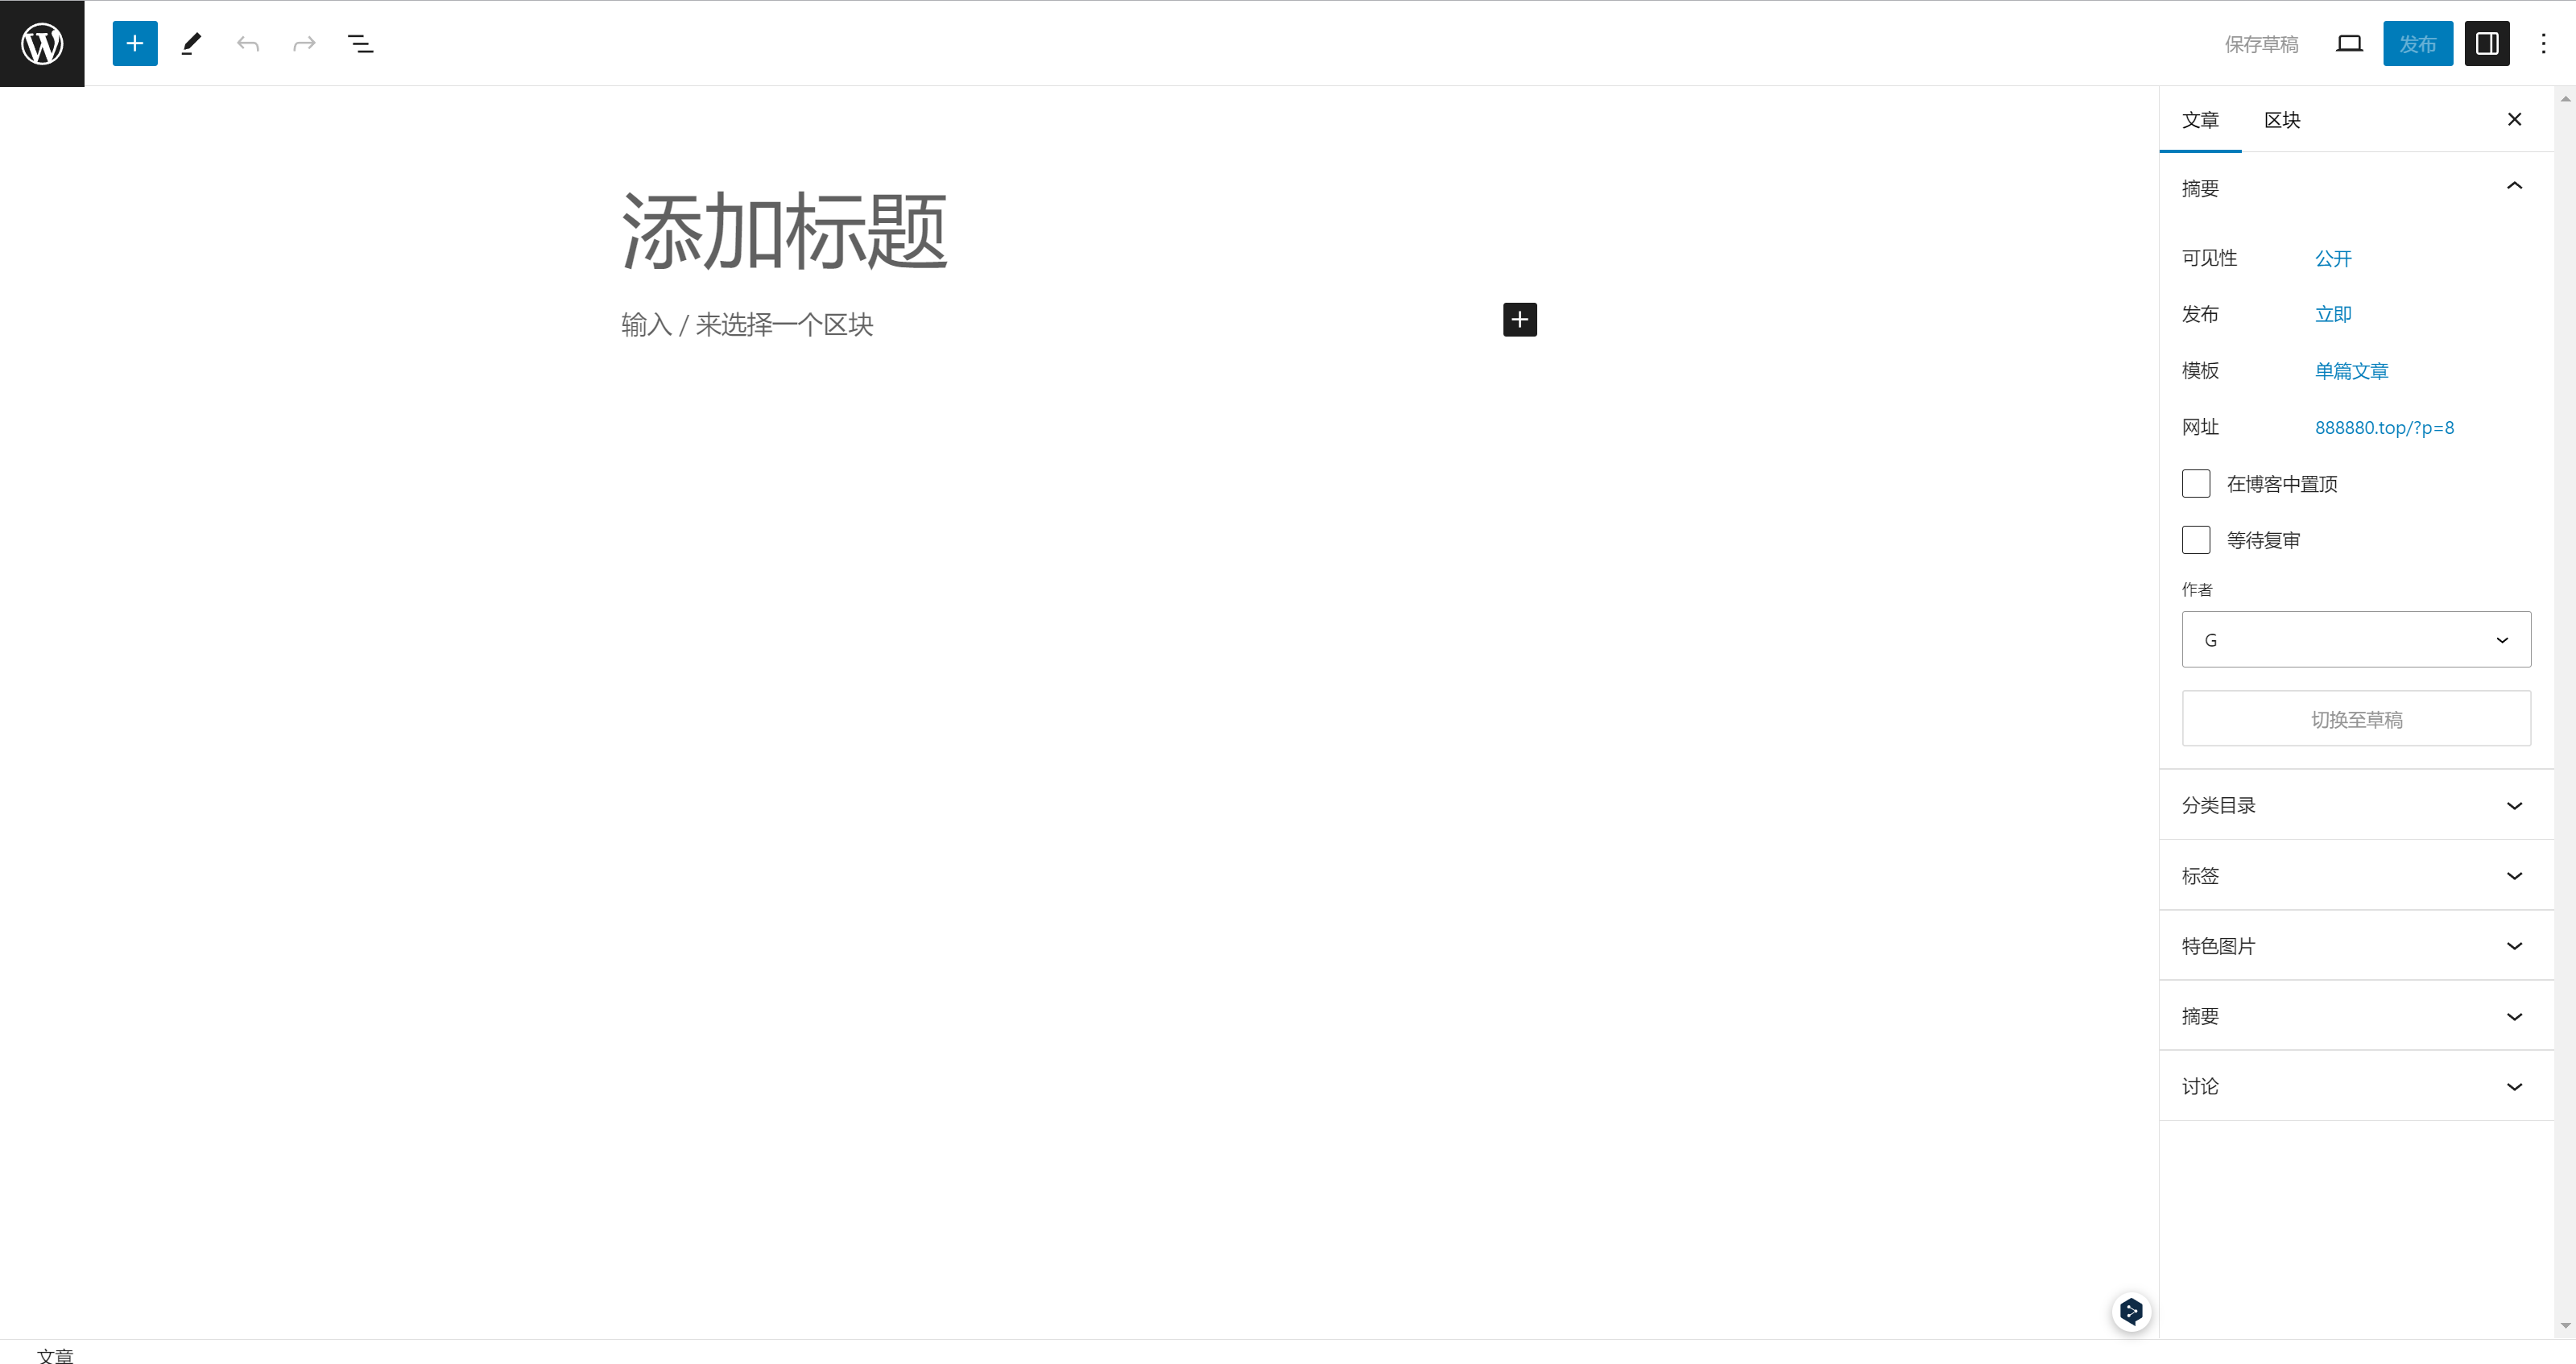 保存草稿
发布
文章
区块
摘要
添加标题
可见性
公开
输入 / 来选择一个区块
发布
立即
模板
单篇文章
网址
888880.top/?p=8
在博客中置顶
等待复审
作者
G
切换至草稿
分类目录
标签
特色图片
摘要
讨论
文章